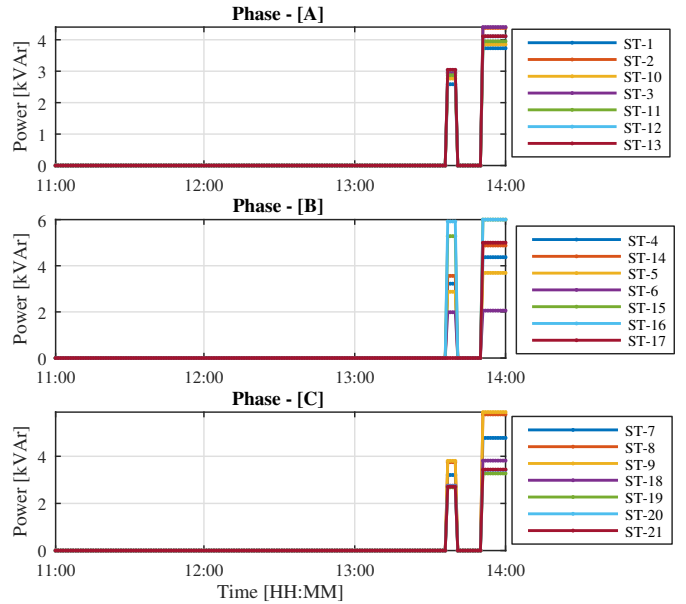 Phase - [A]
Power [kVAr]
4
3
2
1
0
11:00 12:00 13:00 14:00
ST-1
ST-2
ST-10
ST-3
ST-11
ST-12
ST-13
Phase - [B]
Power [kVAr]
6
4
2
0
11:00 12:00 13:00 14:00
ST-4
ST-14
ST-5
ST-6
ST-15
ST-16
ST-17
Phase - [C]
Power [kVAr]
4
2
0
11:00 12:00 13:00 14:00
Time [HH:MM]
ST-7
ST-8
ST-9
ST-18
ST-19
ST-20
ST-21